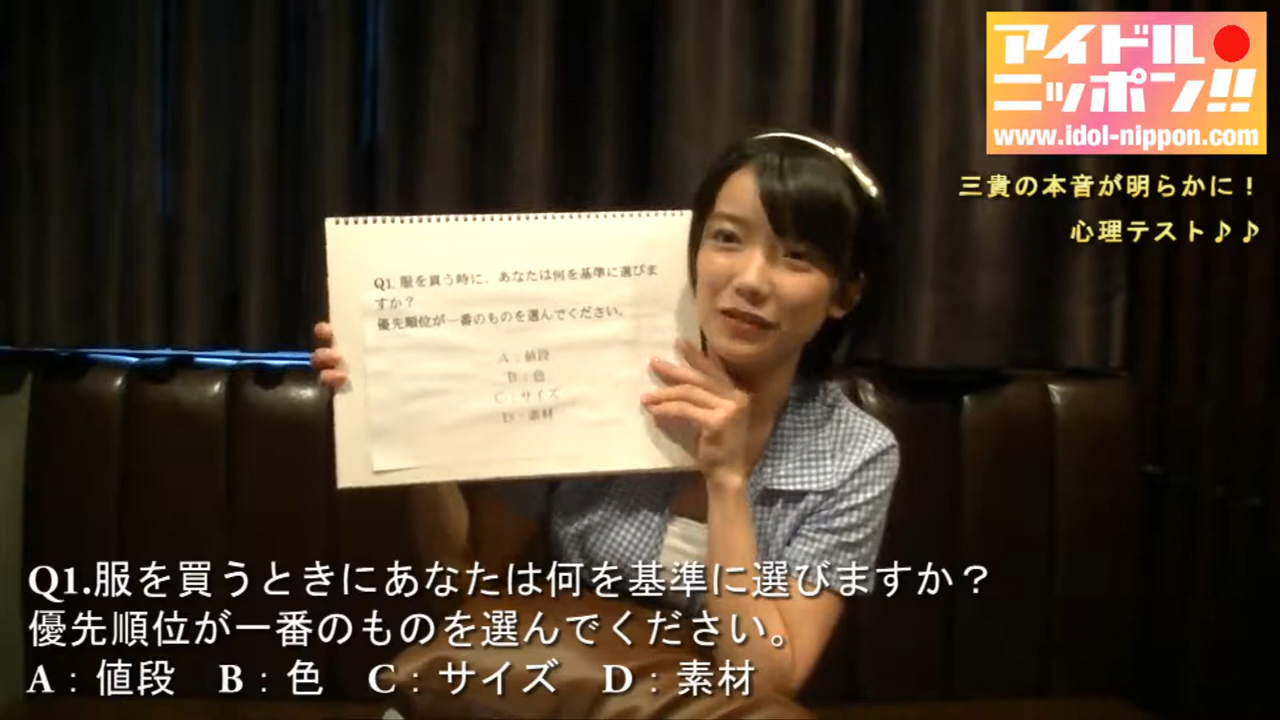 アイドル
ニッポン!!
www.idol-nippon.com
三貴の本音が明らかに！
心理テスト♪♪
Q1. 服を買う時に、あなたは何を基準に選びま
すか？
優先順位が一番のものを選んでください。
A：値段
B：色
C：サイズ
D：素材
Q1.服を買うときにあなたは何を基準に選びますか？
優先順位が一番のものを選んでください。
A：値段　B：色　C：サイズ　D：素材